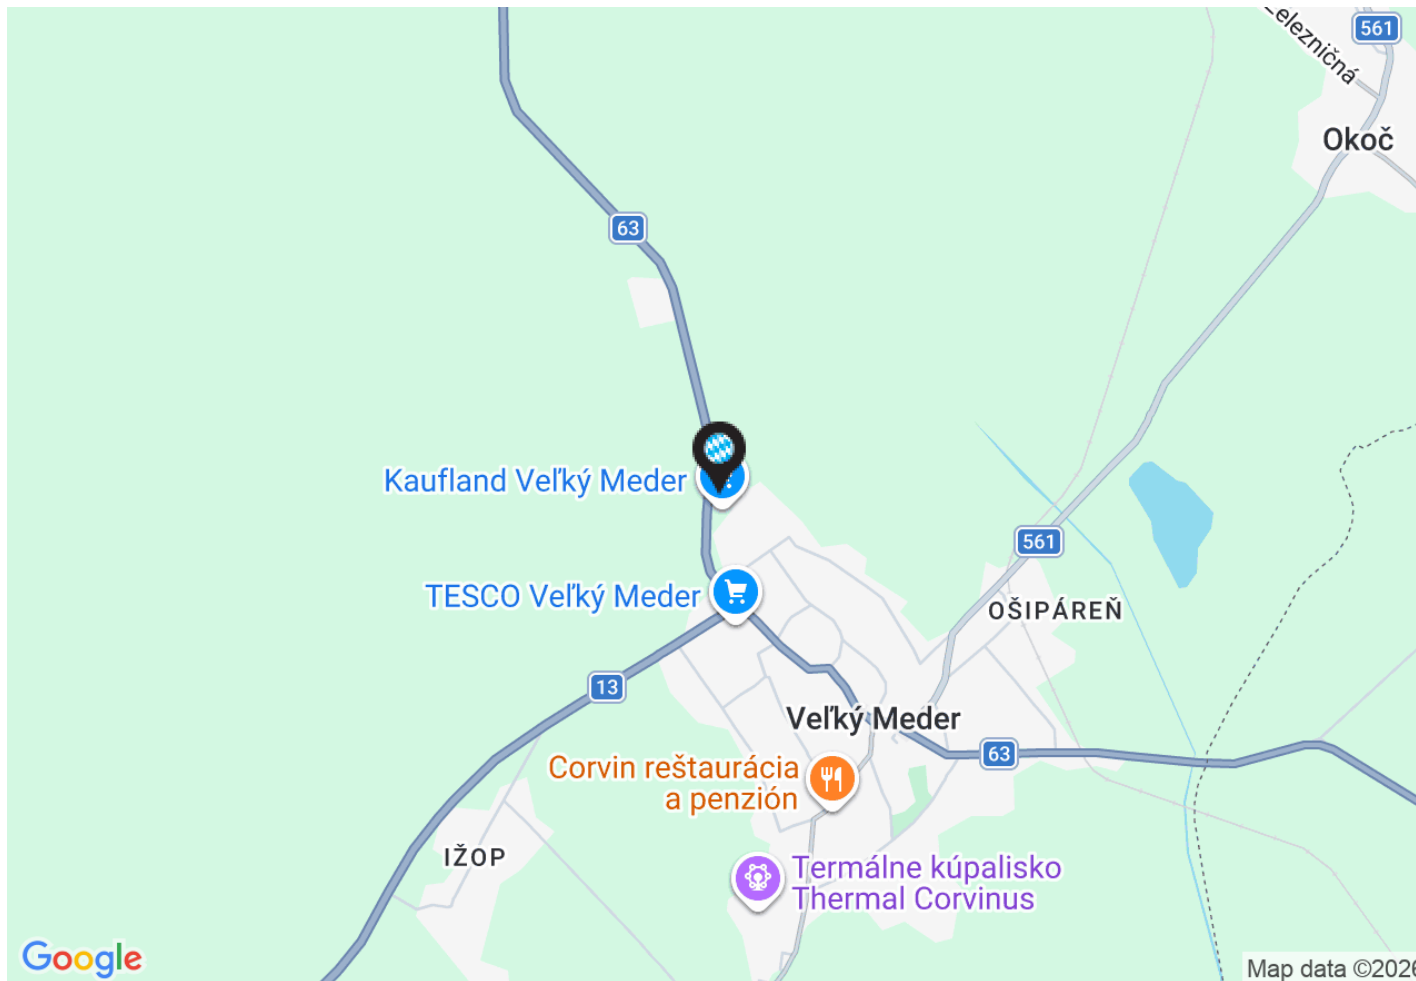 561
Železničná
Okoč
63
Kaufland Veľký Meder
TESCO Veľký Meder
561
OŠIPÁREŇ
13
Veľký Meder
63
Corvin reštaurácia
a penzión
IŽOP
Termálne kúpalisko
Thermal Corvinus
Google
Map data ©2026